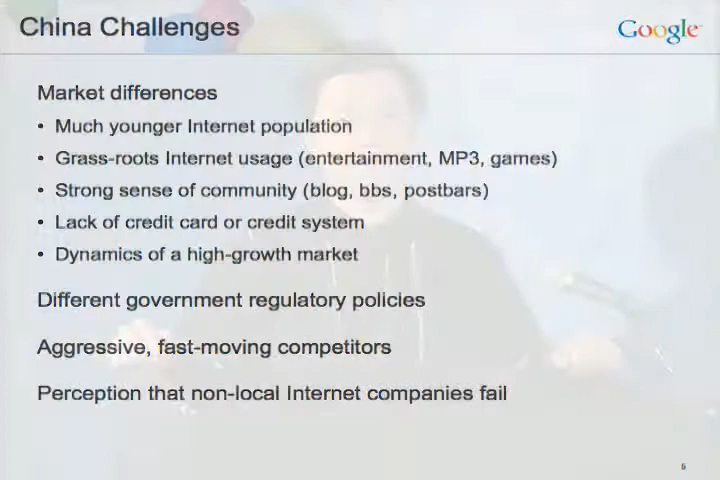 China Challenges
Google
Market differences
• Much younger Internet population
• Grass-roots Internet usage (entertainment, MP3, games)
• Strong sense of community (blog, bbs, postbars)
• Lack of credit card or credit system
• Dynamics of a high-growth market
Different government regulatory policies
Aggressive, fast-moving competitors
Perception that non-local Internet companies fail
6